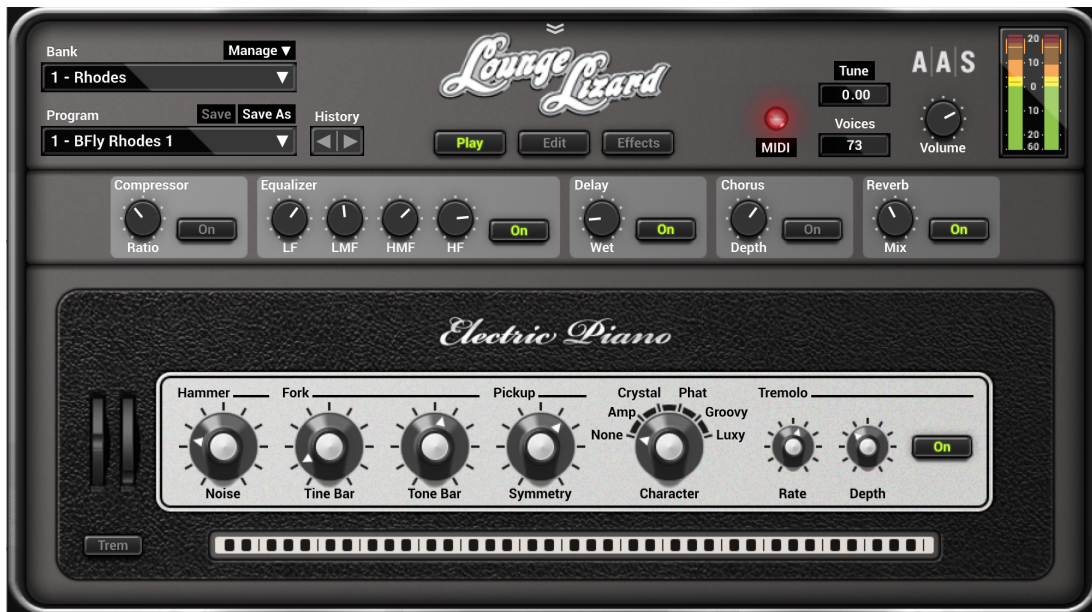 Bank
Manage ▼
1 - Rhodes ▼
Program
Save
Save As
1 - BFly Rhodes 1 ▼
History
Lounge
Lizard
Play
Edit
Effects
MIDI
Tune
0.00
Voices
73
A|A|S
Volume
20
10
0
10
20
60
Compressor
Ratio
On
Equalizer
LF
LMF
HMF
HF
On
Delay
Wet
On
Chorus
Depth
On
Reverb
Mix
On
Electric Piano
Hammer
Noise
Fork
Tine Bar
Tone Bar
Pickup
Symmetry
None
Amp
Crystal
Phat
Groovy
Luxy
Character
Tremolo
Rate
Depth
On
Trem